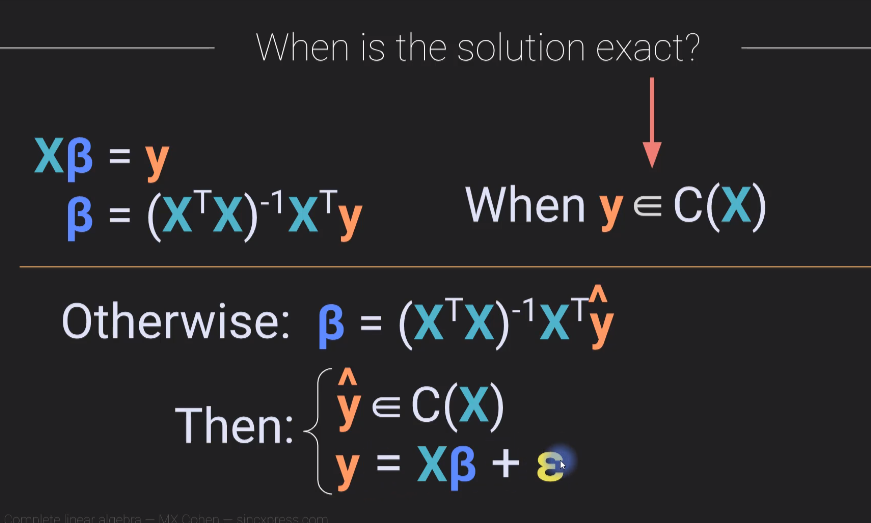 When is the solution exact?
Xβ = y
β = (XᵀX)⁻¹Xᵀy
When y ∈ C(X)
Otherwise: β = (XᵀX)⁻¹Xᵀŷ
Then: { ŷ ∈ C(X)
y = Xβ + ε
Complete linear algebra — MX Cohen — sincxpress.com